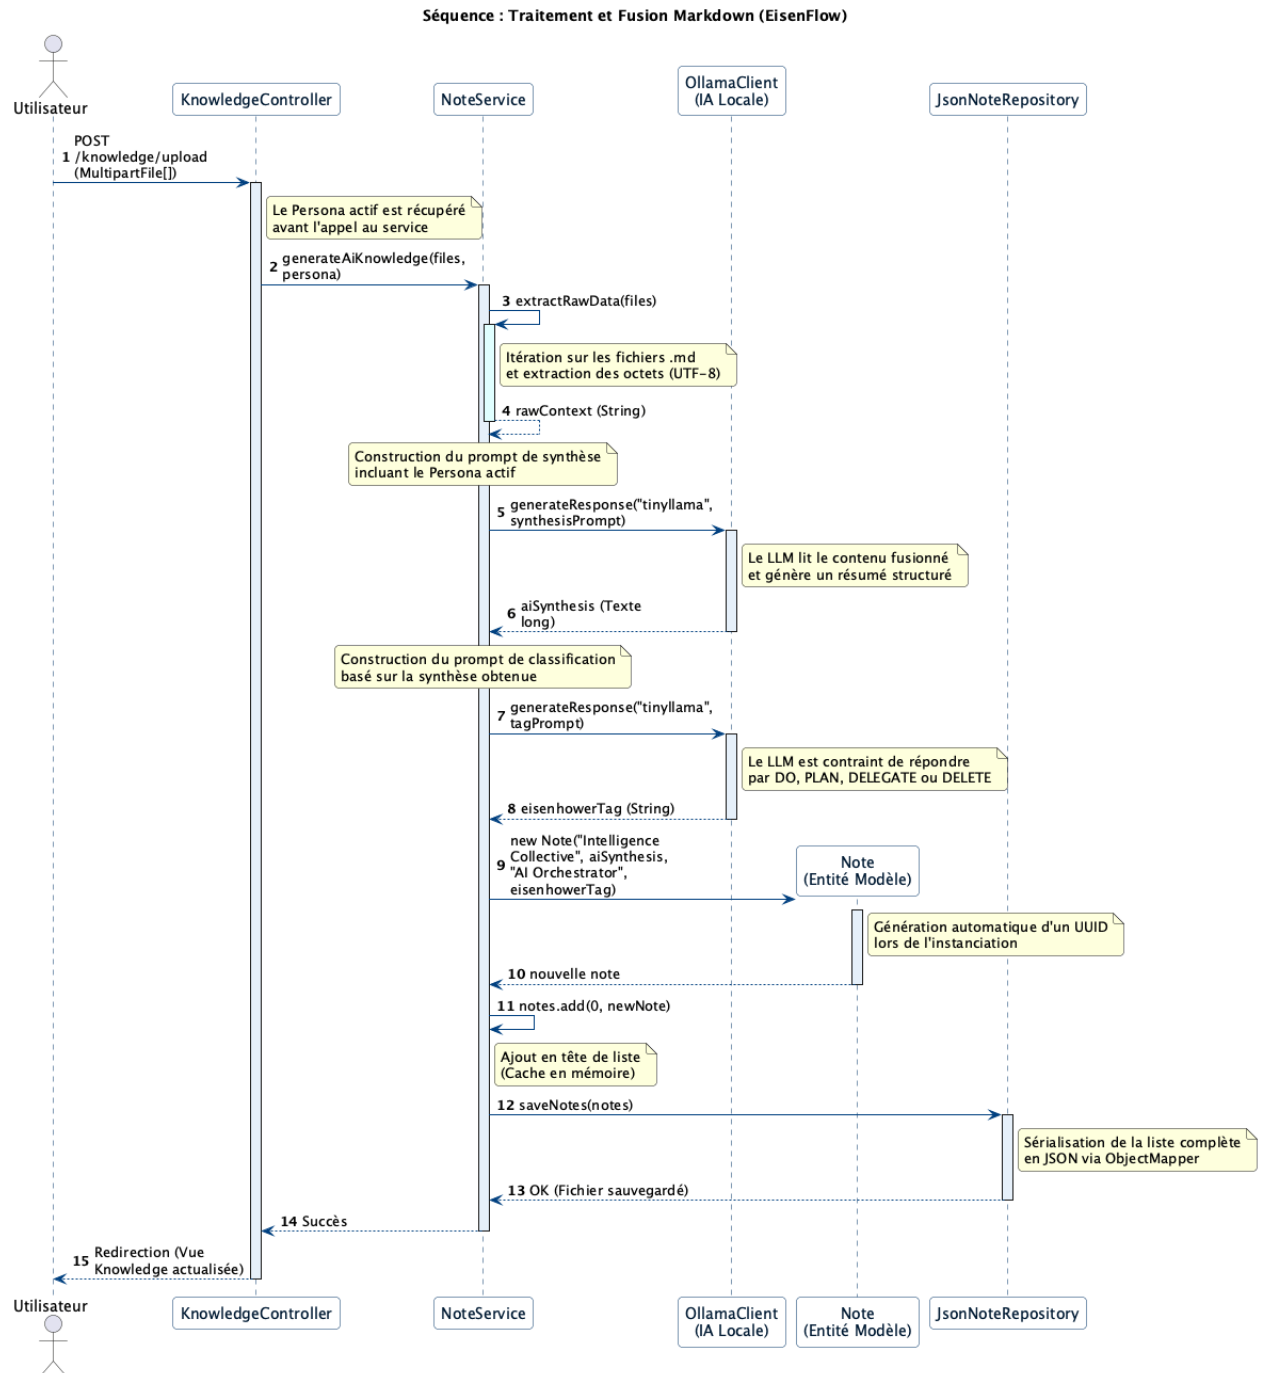 Séquence : Traitement et Fusion Markdown (EisenFlow)
Utilisateur
KnowledgeController
NoteService
OllamaClient
(IA Locale)
JsonNoteRepository
POST
1 /knowledge/upload
(MultipartFile[])
Le Persona actif est récupéré
avant l'appel au service
2 generateAiKnowledge(files,
persona)
3 extractRawData(files)
Itération sur les fichiers .md
et extraction des octets (UTF-8)
4 rawContext (String)
Construction du prompt de synthèse
incluant le Persona actif
5 generateResponse("tinyllama",
synthesisPrompt)
Le LLM lit le contenu fusionné
et génère un résumé structuré
6 aiSynthesis (Texte
long)
Construction du prompt de classification
basé sur la synthèse obtenue
7 generateResponse("tinyllama",
tagPrompt)
Le LLM est contraint de répondre
par DO, PLAN, DELEGATE ou DELETE
8 eisenhowerTag (String)
new Note("Intelligence
9 Collective", aiSynthesis,
"AI Orchestrator",
eisenhowerTag)
Note
(Entité Modèle)
Génération automatique d'un UUID
lors de l'instanciation
10 nouvelle note
11 notes.add(0, newNote)
Ajout en tête de liste
(Cache en mémoire)
12 saveNotes(notes)
Sérialisation de la liste complète
en JSON via ObjectMapper
13 OK (Fichier sauvegardé)
14 Succès
15 Redirection (Vue
Knowledge actualisée)
Utilisateur
KnowledgeController
NoteService
OllamaClient
(IA Locale)
Note
(Entité Modèle)
JsonNoteRepository